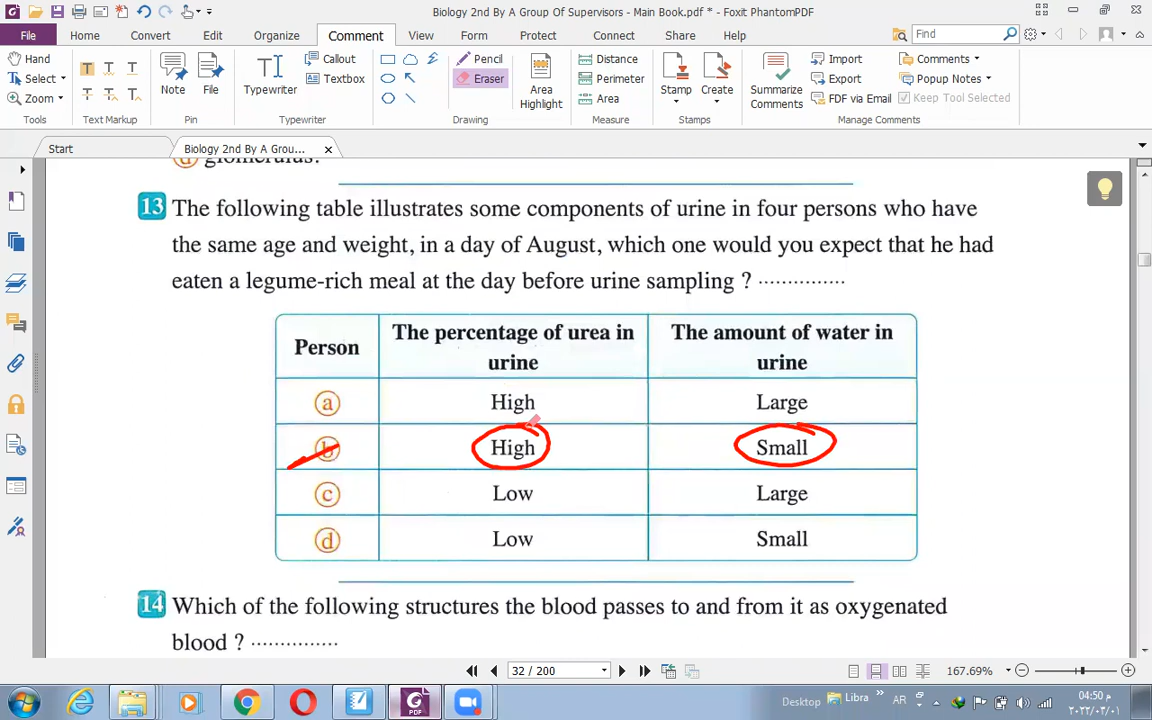 Biology 2nd By A Group Of Supervisors - Main Book.pdf * - Foxit PhantomPDF
File Home Convert Edit Organize Comment View Form Protect Connect Share Help Find
Hand
Select
Zoom
Tools
Text Markup
Note
File
Pin
Typewriter
Callout
Textbox
Typewriter
Pencil
Eraser
Drawing
Area
Highlight
Distance
Perimeter
Area
Measure
Stamp
Create
Stamps
Summarize
Comments
Import
Export
FDF via Email
Comments
Popup Notes
Keep Tool Selected
Manage Comments
Start
Biology 2nd By A Grou...
d glomerulus.
13 The following table illustrates some components of urine in four persons who have
the same age and weight, in a day of August, which one would you expect that he had
eaten a legume-rich meal at the day before urine sampling ? ...............
Person The percentage of urea in urine The amount of water in urine
a High Large
b High Small
c Low Large
d Low Small
14 Which of the following structures the blood passes to and from it as oxygenated
blood ? ...............
32 / 200
167.69%
PDF
Desktop
Libra
»
AR
04:50 م
٢٠٢٢/٠٣/٠١